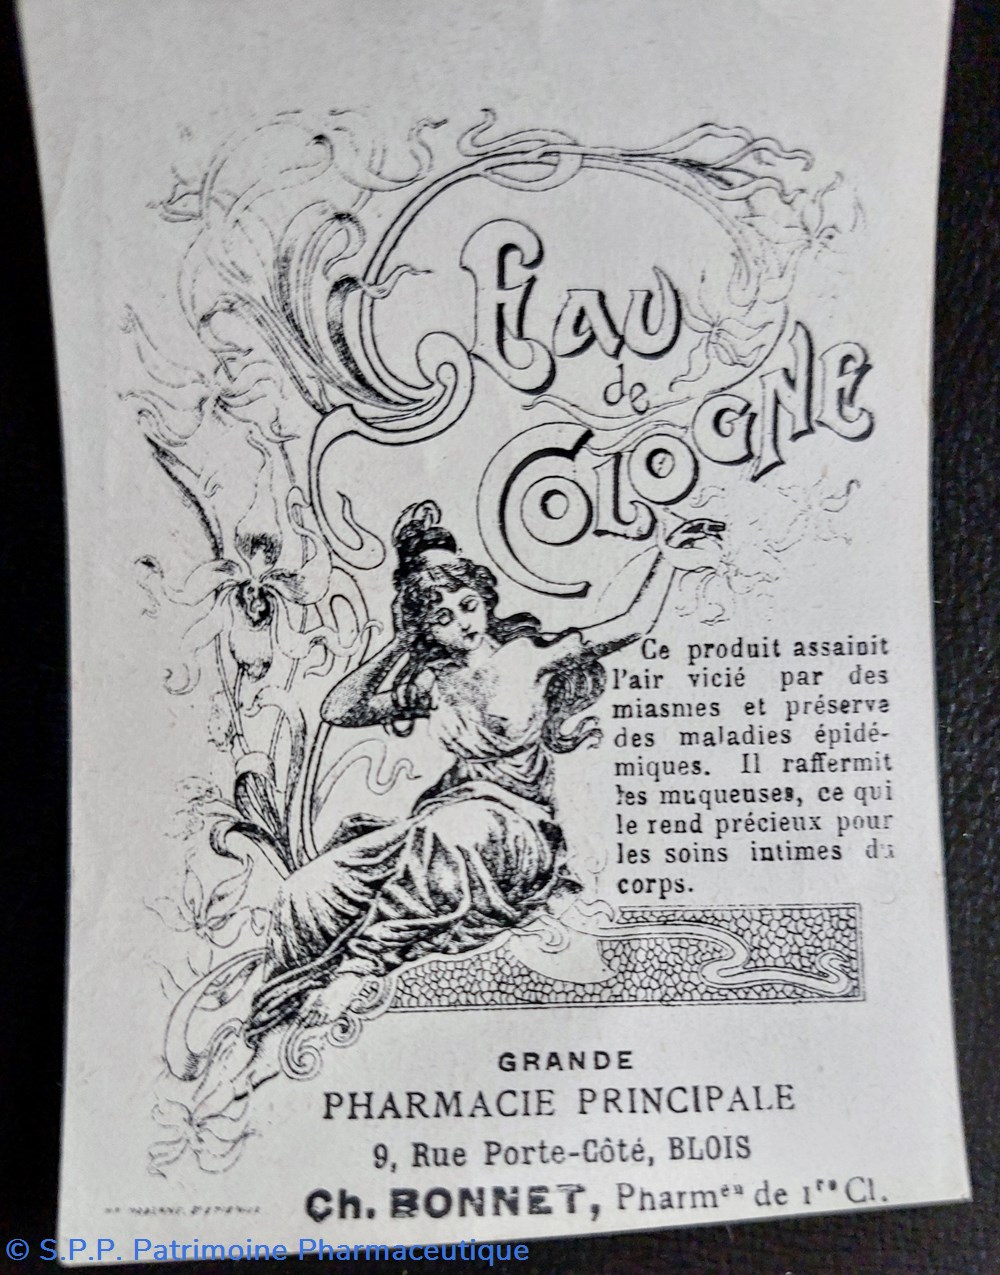 EAU
de
COLOGNE
Ce produit assainit
l'air vicié par des
miasmes et préserve
des maladies épidé-
miques. Il raffermit
les muqueuses, ce qui
le rend précieux pour
les soins intimes du
corps.
GRANDE
PHARMACIE PRINCIPALE
9, Rue Porte-Côté, BLOIS
Ch. BONNET, Pharmᵉⁿ de 1ʳᵉ Cl.
© S.P.P. Patrimoine Pharmaceutique